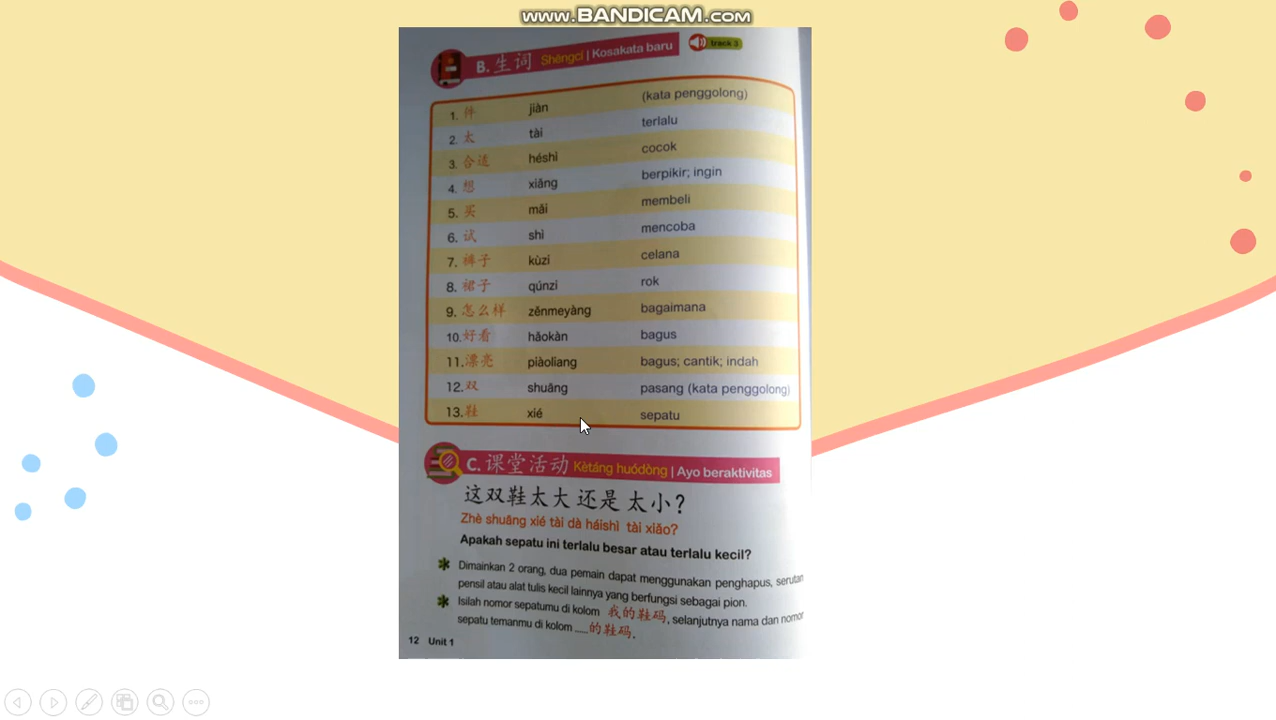 www.BANDICAM.com
B. 生词 Shēngcí | Kosakata baru track 3
1. 件 jiàn (kata penggolong)
2. 太 tài terlalu
3. 合适 héshì cocok
4. 想 xiǎng berpikir; ingin
5. 买 mǎi membeli
6. 试 shì mencoba
7. 裤子 kùzi celana
8. 裙子 qúnzi rok
9. 怎么样 zěnmeyàng bagaimana
10. 好看 hǎokàn bagus
11. 漂亮 piàoliang bagus; cantik; indah
12. 双 shuāng pasang (kata penggolong)
13. 鞋 xié sepatu
C. 课堂活动 Kètáng huódòng | Ayo beraktivitas
这双鞋太大 还是 太小?
Zhè shuāng xié tài dà háishì tài xiǎo?
Apakah sepatu ini terlalu besar atau terlalu kecil?
Dimainkan 2 orang, dua pemain dapat menggunakan penghapus, serutan
pensil atau alat tulis kecil lainnya yang berfungsi sebagai pion.
Isilah nomor sepatumu di kolom 我的鞋码, selanjutnya nama dan nomor
sepatu temanmu di kolom __的鞋码.
12 Unit 1